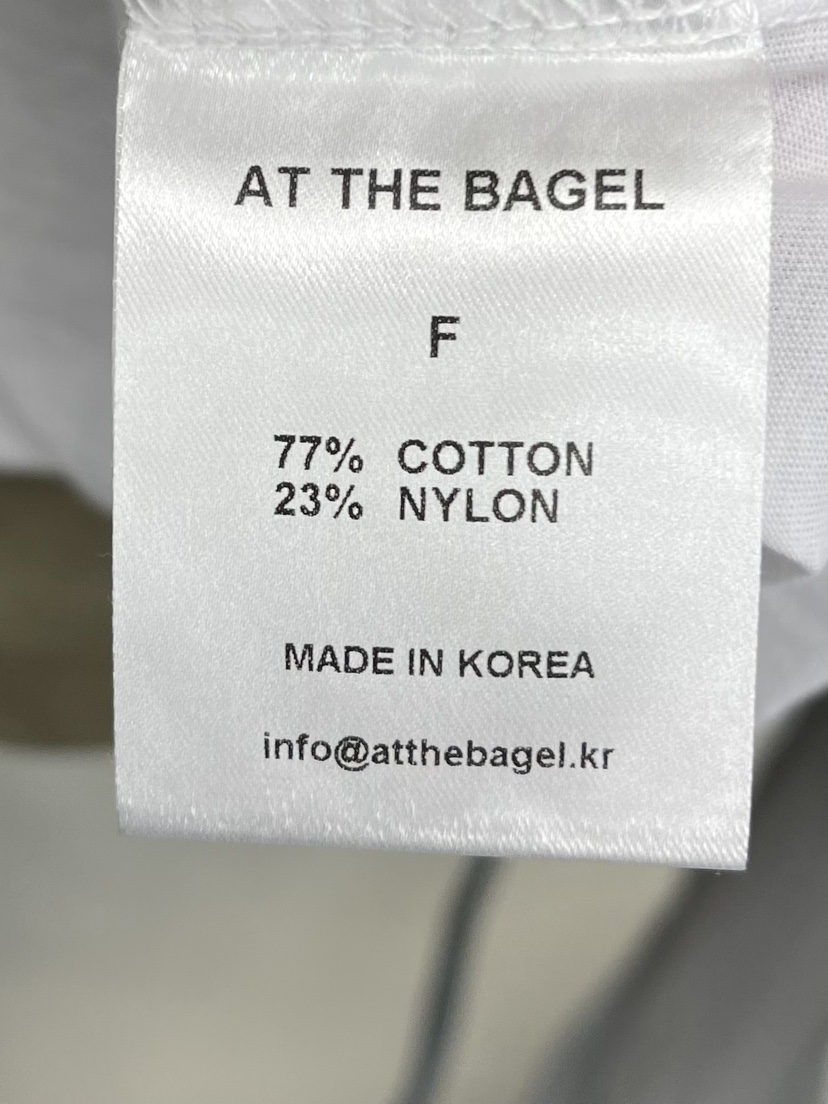 AT THE BAGEL
F
77% COTTON
23% NYLON
MADE IN KOREA
info@atthebagel.kr